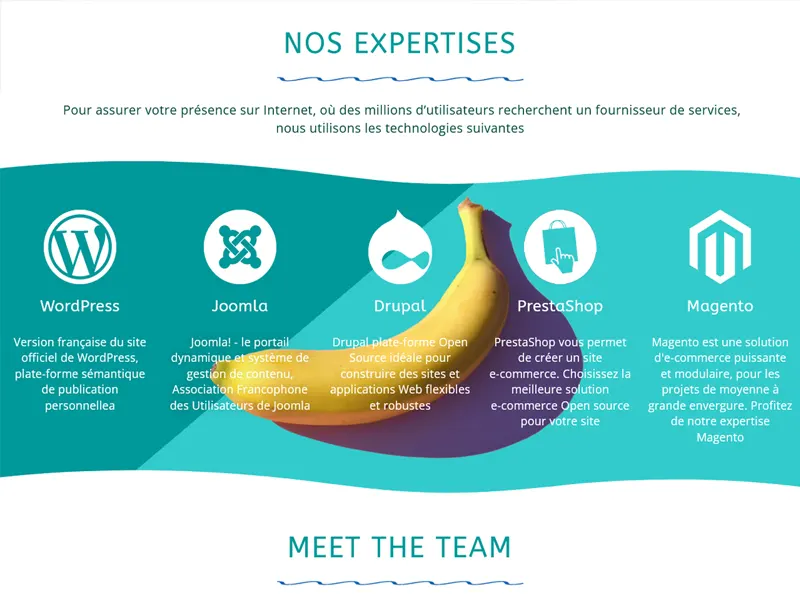 NOS EXPERTISES
Pour assurer votre présence sur Internet, où des millions d’utilisateurs recherchent un fournisseur de services,
nous utilisons les technologies suivantes
WordPress
Version française du site
officiel de WordPress,
plate-forme sémantique
de publication
personnellea
Joomla
Joomla! - le portail
dynamique et système de
gestion de contenu,
Association Francophone
des Utilisateurs de Joomla
Drupal
Drupal plate-forme Open
Source idéale pour
construire des sites et
applications Web flexibles
et robustes
PrestaShop
PrestaShop vous permet
de créer un site
e-commerce. Choisissez la
meilleure solution
e-commerce Open source
pour votre site
Magento
Magento est une solution
d'e-commerce puissante
et modulaire, pour les
projets de moyenne à
grande envergure. Profitez
de notre expertise
Magento
MEET THE TEAM